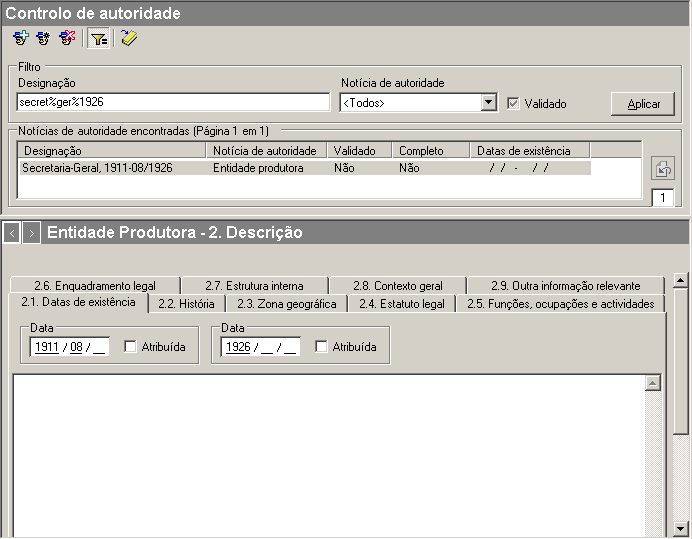 Controlo de autoridade
Filtro
Designação
Notícia de autoridade
secret%ger%1926
<Todos>
Validado
Aplicar
Notícias de autoridade encontradas (Página 1 em 1)
Designação Notícia de autoridade Validado Completo Datas de existência
Secretaria-Geral, 1911-08/1926 Entidade produtora Não Não / / - / /
1
< > Entidade Produtora - 2. Descrição
2.6. Enquadramento legal 2.7. Estrutura interna 2.8. Contexto geral 2.9. Outra informação relevante
2.1. Datas de existência 2.2. História 2.3. Zona geográfica 2.4. Estatuto legal 2.5. Funções, ocupações e actividades
Data Data
1911 / 08 / __ Atribuída 1926 / __ / __ Atribuída